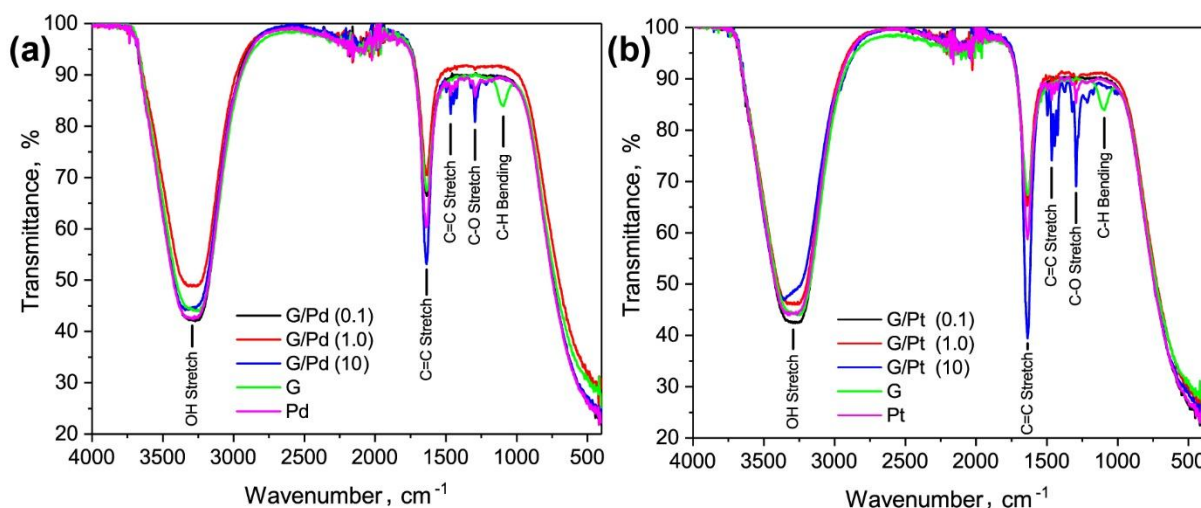 (a)
100
90
80
70
60
50
40
30
20
Transmittance, %
OH Stretch
C=C Stretch
C=C Stretch
C-O Stretch
C-H Bending
G/Pd (0.1)
G/Pd (1.0)
G/Pd (10)
G
Pd
4000 3500 3000 2500 2000 1500 1000 500
Wavenumber, cm⁻¹
(b)
100
90
80
70
60
50
40
30
20
Transmittance, %
OH Stretch
C=C Stretch
C=C Stretch
C-O Stretch
C-H Bending
G/Pt (0.1)
G/Pt (1.0)
G/Pt (10)
G
Pt
4000 3500 3000 2500 2000 1500 1000 500
Wavenumber, cm⁻¹